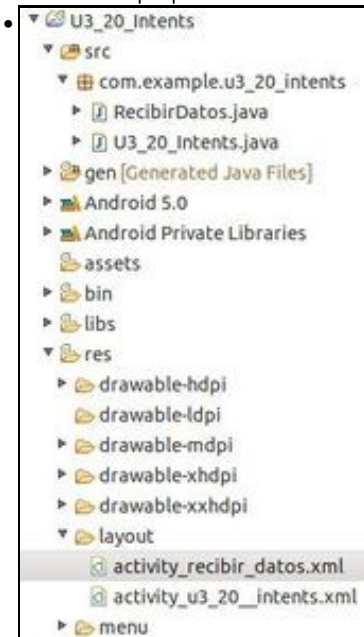 U3_20_Intents
src
com.example.u3_20_intents
RecibirDatos.java
U3_20_Intents.java
gen [Generated Java Files]
Android 5.0
Android Private Libraries
assets
bin
libs
res
drawable-hdpi
drawable-ldpi
drawable-mdpi
drawable-xhdpi
drawable-xxhdpi
layout
activity_recibir_datos.xml
activity_u3_20__intents.xml
menu